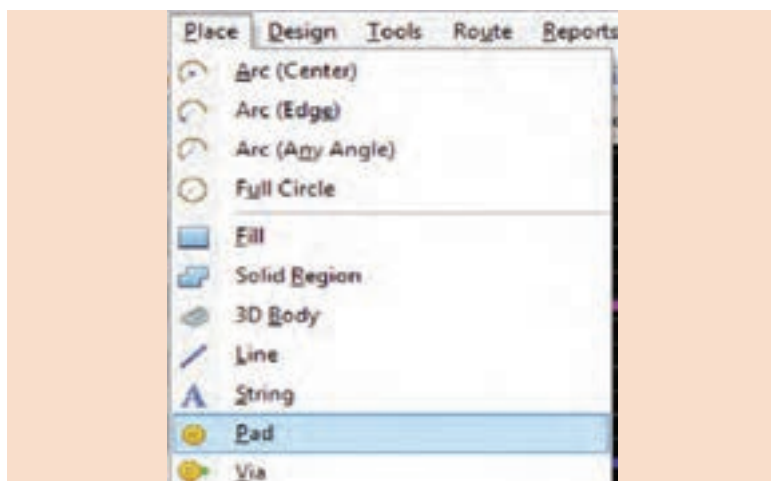 Place Design Tools Route Reports
Arc (Center)
Arc (Edge)
Arc (Any Angle)
Full Circle
Fill
Solid Region
3D Body
Line
String
Pad
Via